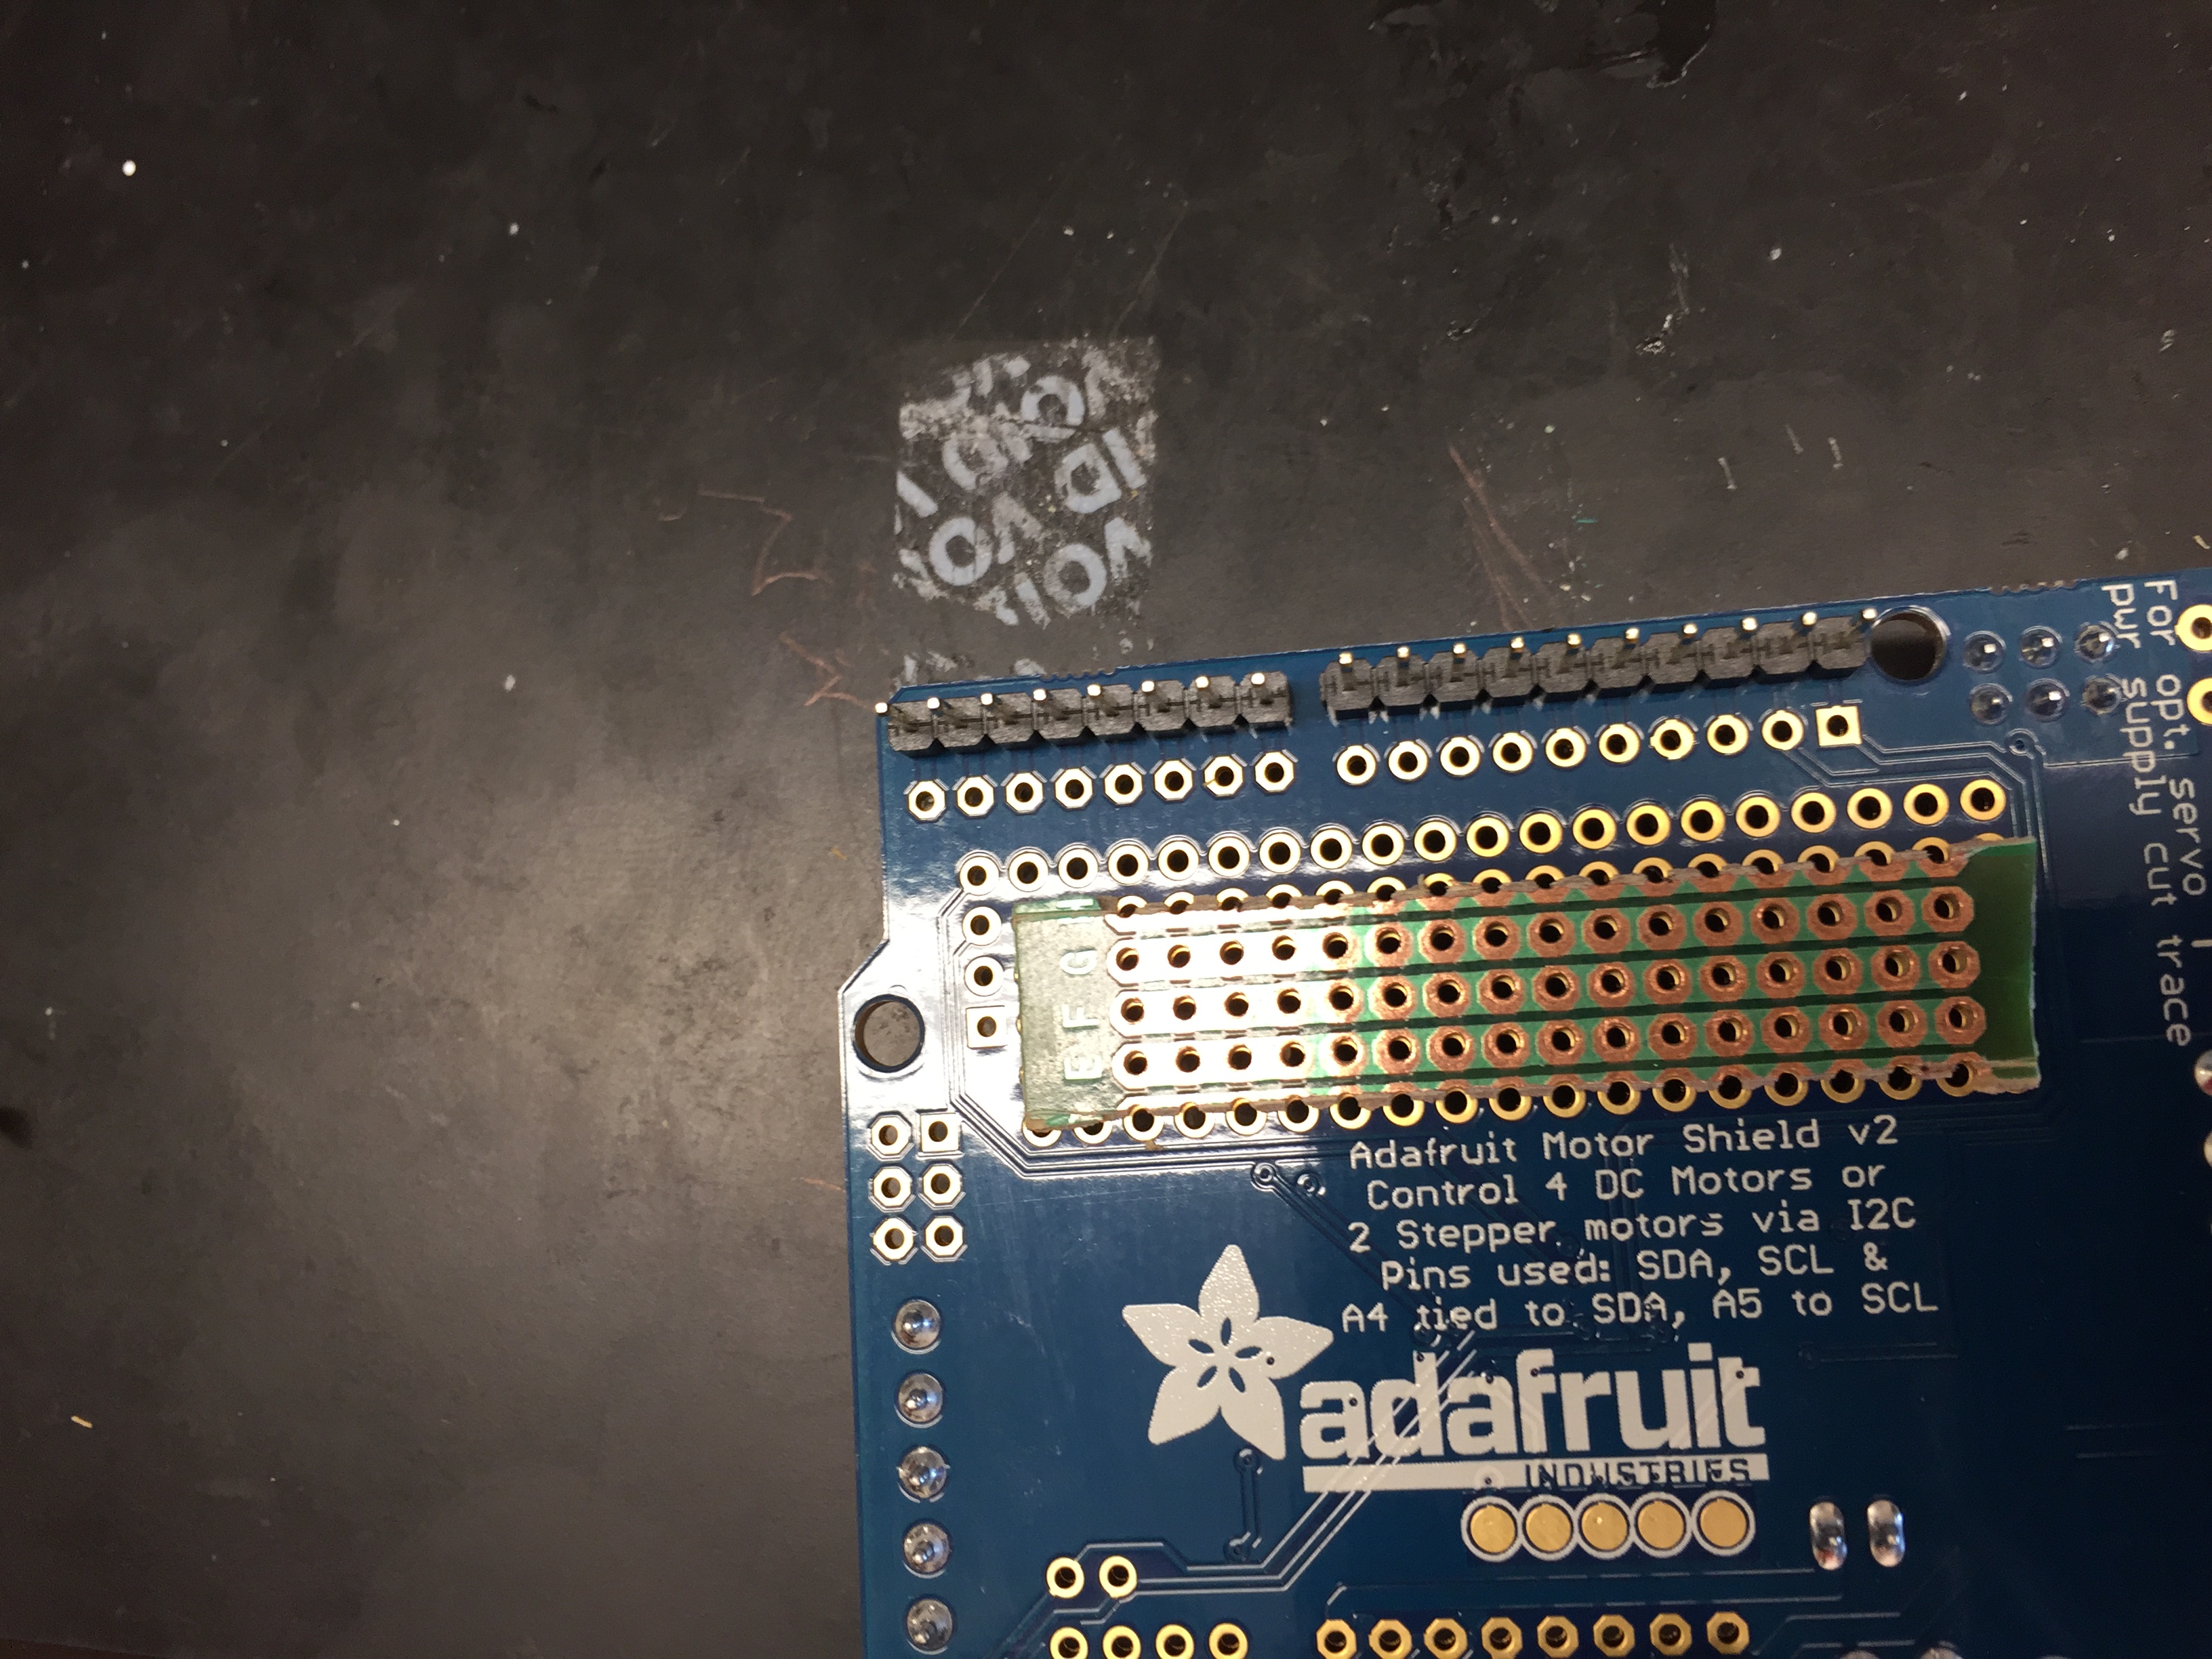 E F G
adafruit
INDUSTRIES
Adafruit Motor Shield v2
Control 4 DC Motors or
2 Stepper motors via I2C
Pins used: SDA, SCL &
A4 tied to SDA, A5 to SCL
For opt. servo
pwr supply cut trace